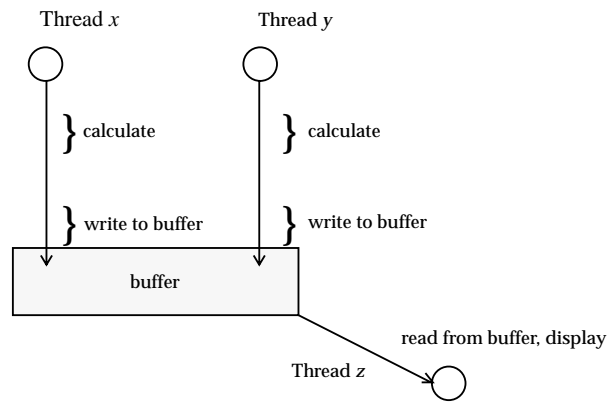 Thread x
Thread y
} calculate
} calculate
} write to buffer
} write to buffer
buffer
read from buffer, display
Thread z